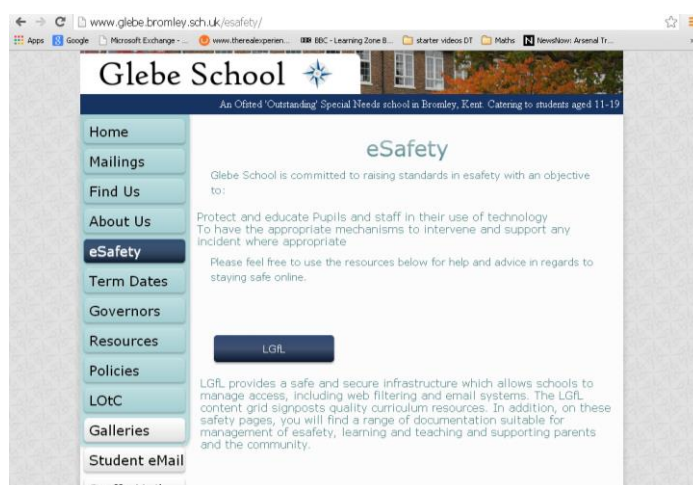 www.glebe.bromley.sch.uk/esafety/
Apps Google Microsoft Exchange - ... www.therealexperien... BBC - Learning Zone B... starter videos DT Maths NewsNow: Arsenal Tr...
Glebe School
An Ofsted 'Outstanding' Special Needs school in Bromley, Kent. Catering to students aged 11-19
Home
Mailings
Find Us
About Us
eSafety
Term Dates
Governors
Resources
Policies
LOtC
Galleries
Student eMail
eSafety
Glebe School is committed to raising standards in esafety with an objective
to:
Protect and educate Pupils and staff in their use of technology
To have the appropriate mechanisms to intervene and support any
incident where appropriate
Please feel free to use the resources below for help and advice in regards to
staying safe online.
LGfL
LGfL provides a safe and secure infrastructure which allows schools to
manage access, including web filtering and email systems. The LGfL
content grid signposts quality curriculum resources. In addition, on these
safety pages, you will find a range of documentation suitable for
management of esafety, learning and teaching and supporting parents
and the community.